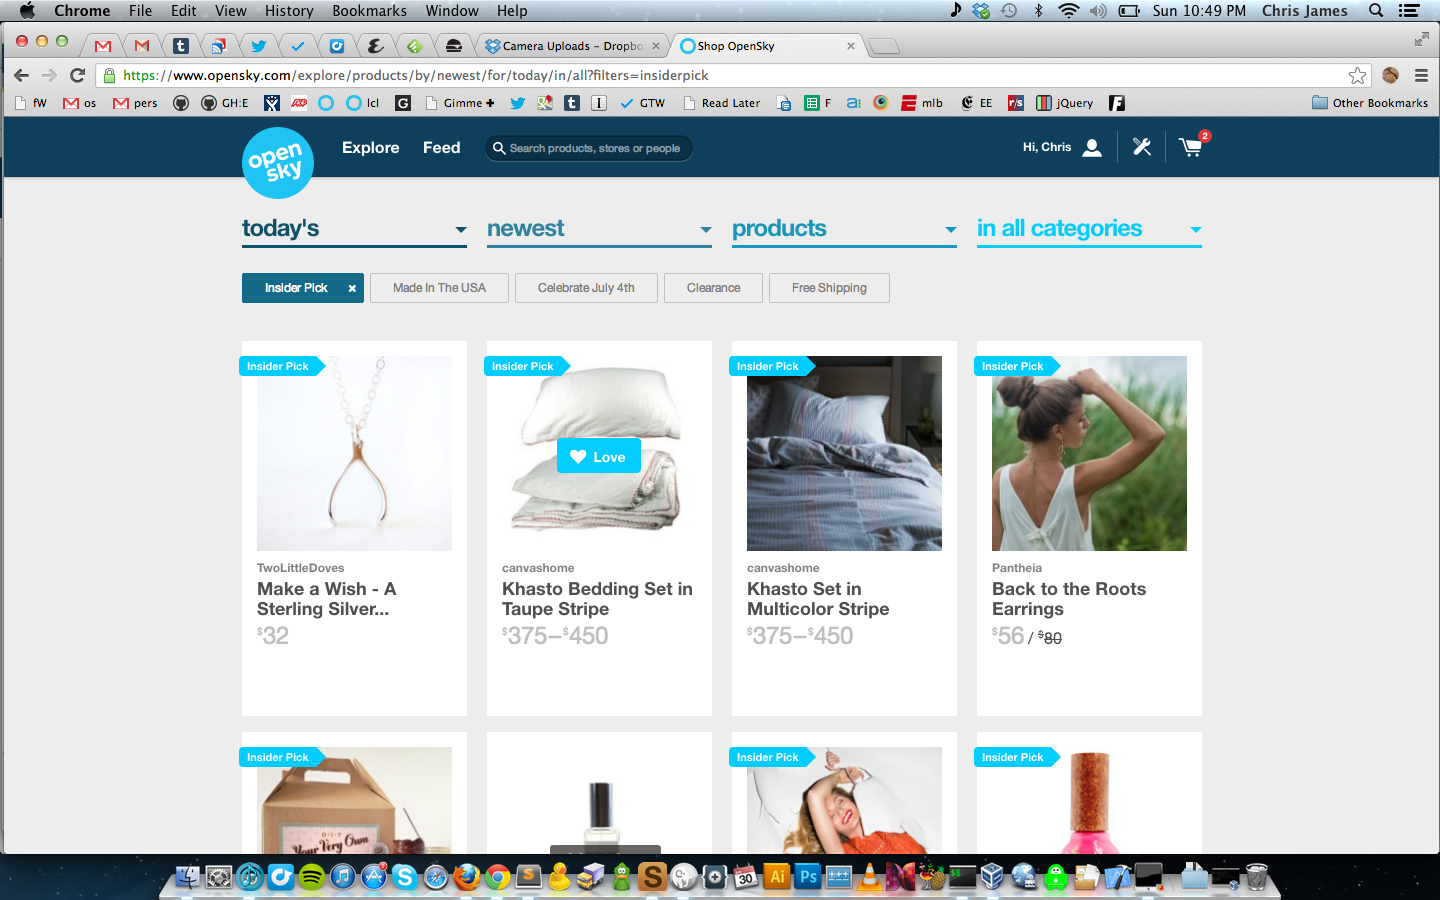 Chrome File Edit View History Bookmarks Window Help Sun 10:49 PM Chris James
Camera Uploads – Dropbo
Shop OpenSky
https://www.opensky.com/explore/products/by/newest/for/today/in/all?filters=insiderpick
fW os pers GH:E lcl Gimme + GTW Read Later F mlb EE r/s jQuery Other Bookmarks
open sky
Explore Feed Search products, stores or people Hi, Chris 2
today's newest products in all categories
Insider Pick × Made In The USA Celebrate July 4th Clearance Free Shipping
Insider Pick Insider Pick Insider Pick Insider Pick
Love
TwoLittleDoves
Make a Wish - A
Sterling Silver...
$32
canvashome
Khasto Bedding Set in
Taupe Stripe
$375–$450
canvashome
Khasto Set in
Multicolor Stripe
$375–$450
Pantheia
Back to the Roots
Earrings
$56 / $80
Insider Pick Insider Pick Insider Pick
D·I·Y
Your Very Own
30 Ai Ps